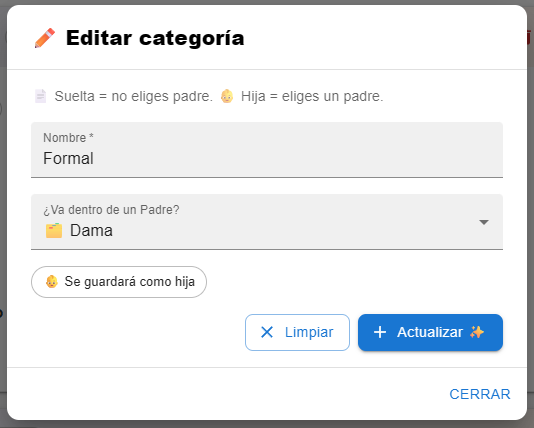 Editar categoría
Suelta = no eliges padre. Hija = eliges un padre.
Nombre *
Formal
¿Va dentro de un Padre?
Dama
Se guardará como hija
Limpiar
Actualizar
CERRAR